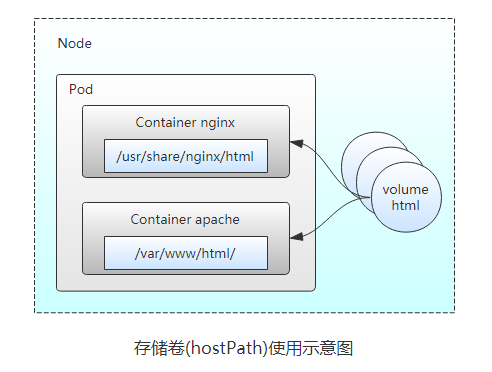 Node
Pod
Container nginx
/usr/share/nginx/html
Container apache
/var/www/html/
volume
html
存储卷(hostPath)使用示意图